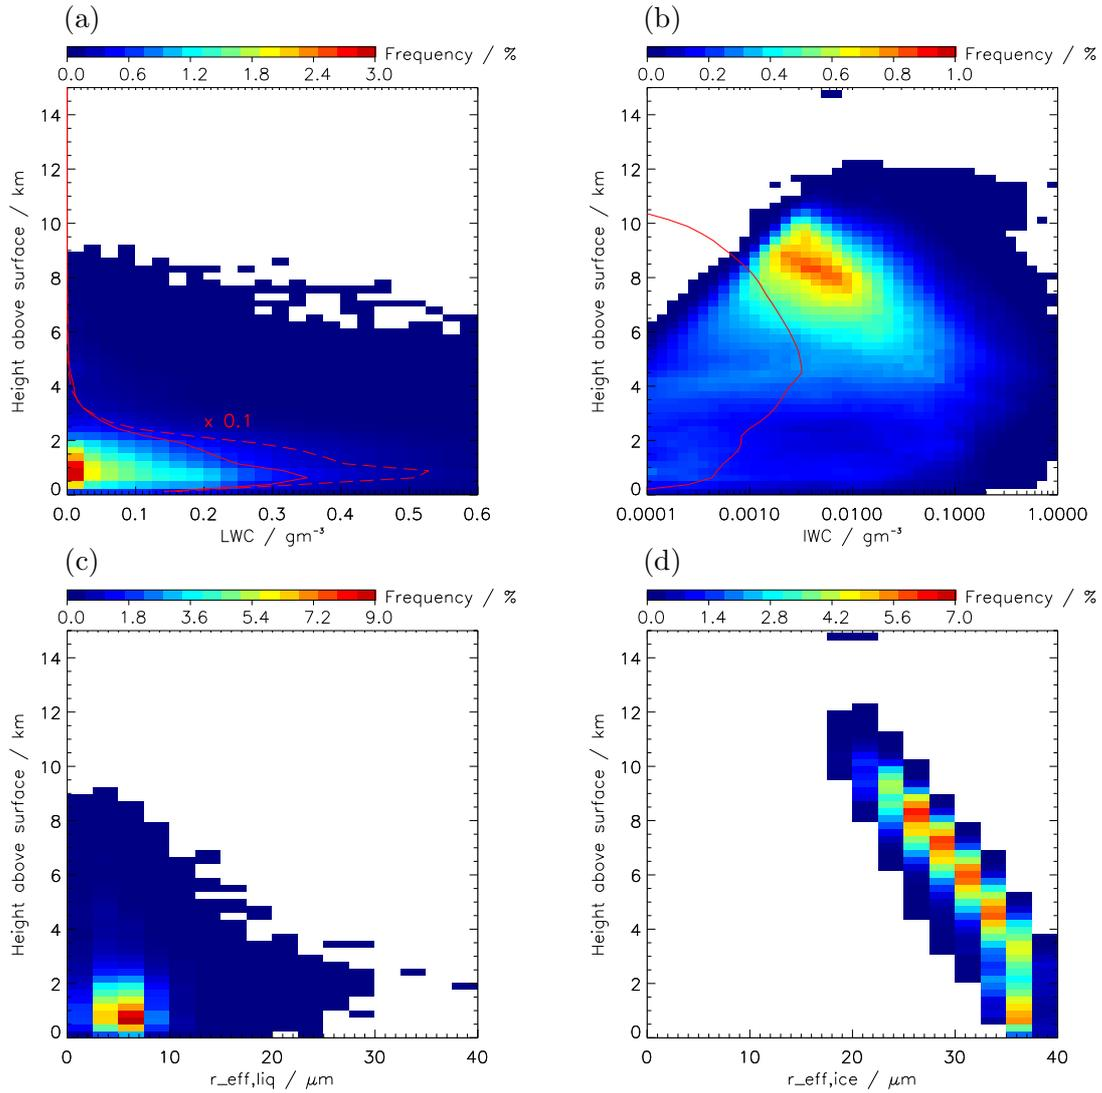 (a)
Frequency / %
0.0 0.6 1.2 1.8 2.4 3.0
14
12
10
8
6
4
2
0
Height above surface / km
x 0.1
0.0 0.1 0.2 0.3 0.4 0.5 0.6
LWC / gm⁻³
(b)
Frequency / %
0.0 0.2 0.4 0.6 0.8 1.0
14
12
10
8
6
4
2
0
Height above surface / km
0.0001 0.0010 0.0100 0.1000 1.0000
IWC / gm⁻³
(c)
Frequency / %
0.0 1.8 3.6 5.4 7.2 9.0
14
12
10
8
6
4
2
0
Height above surface / km
0 10 20 30 40
r_eff,liq / μm
(d)
Frequency / %
0.0 1.4 2.8 4.2 5.6 7.0
14
12
10
8
6
4
2
0
Height above surface / km
0 10 20 30 40
r_eff,ice / μm